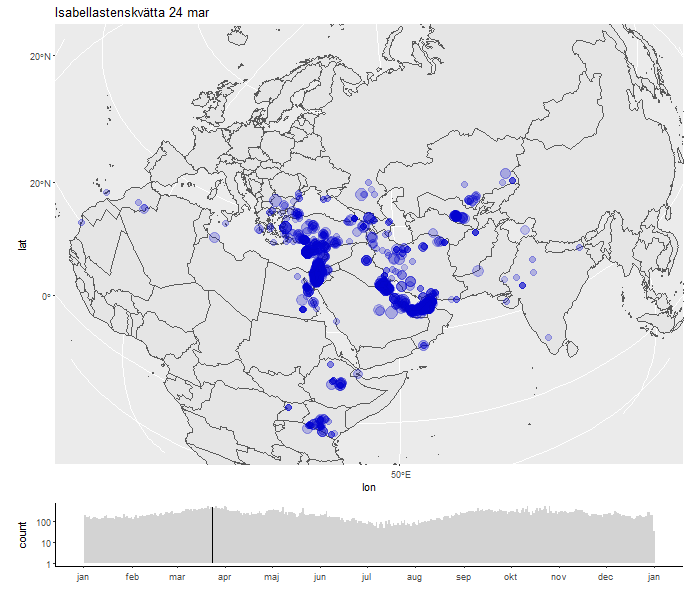 Isabellastenskvätta 24 mar
20°N
20°N
0°
lat
50°E
lon
count
100
10
1
jan feb mar apr maj jun jul aug sep okt nov dec jan